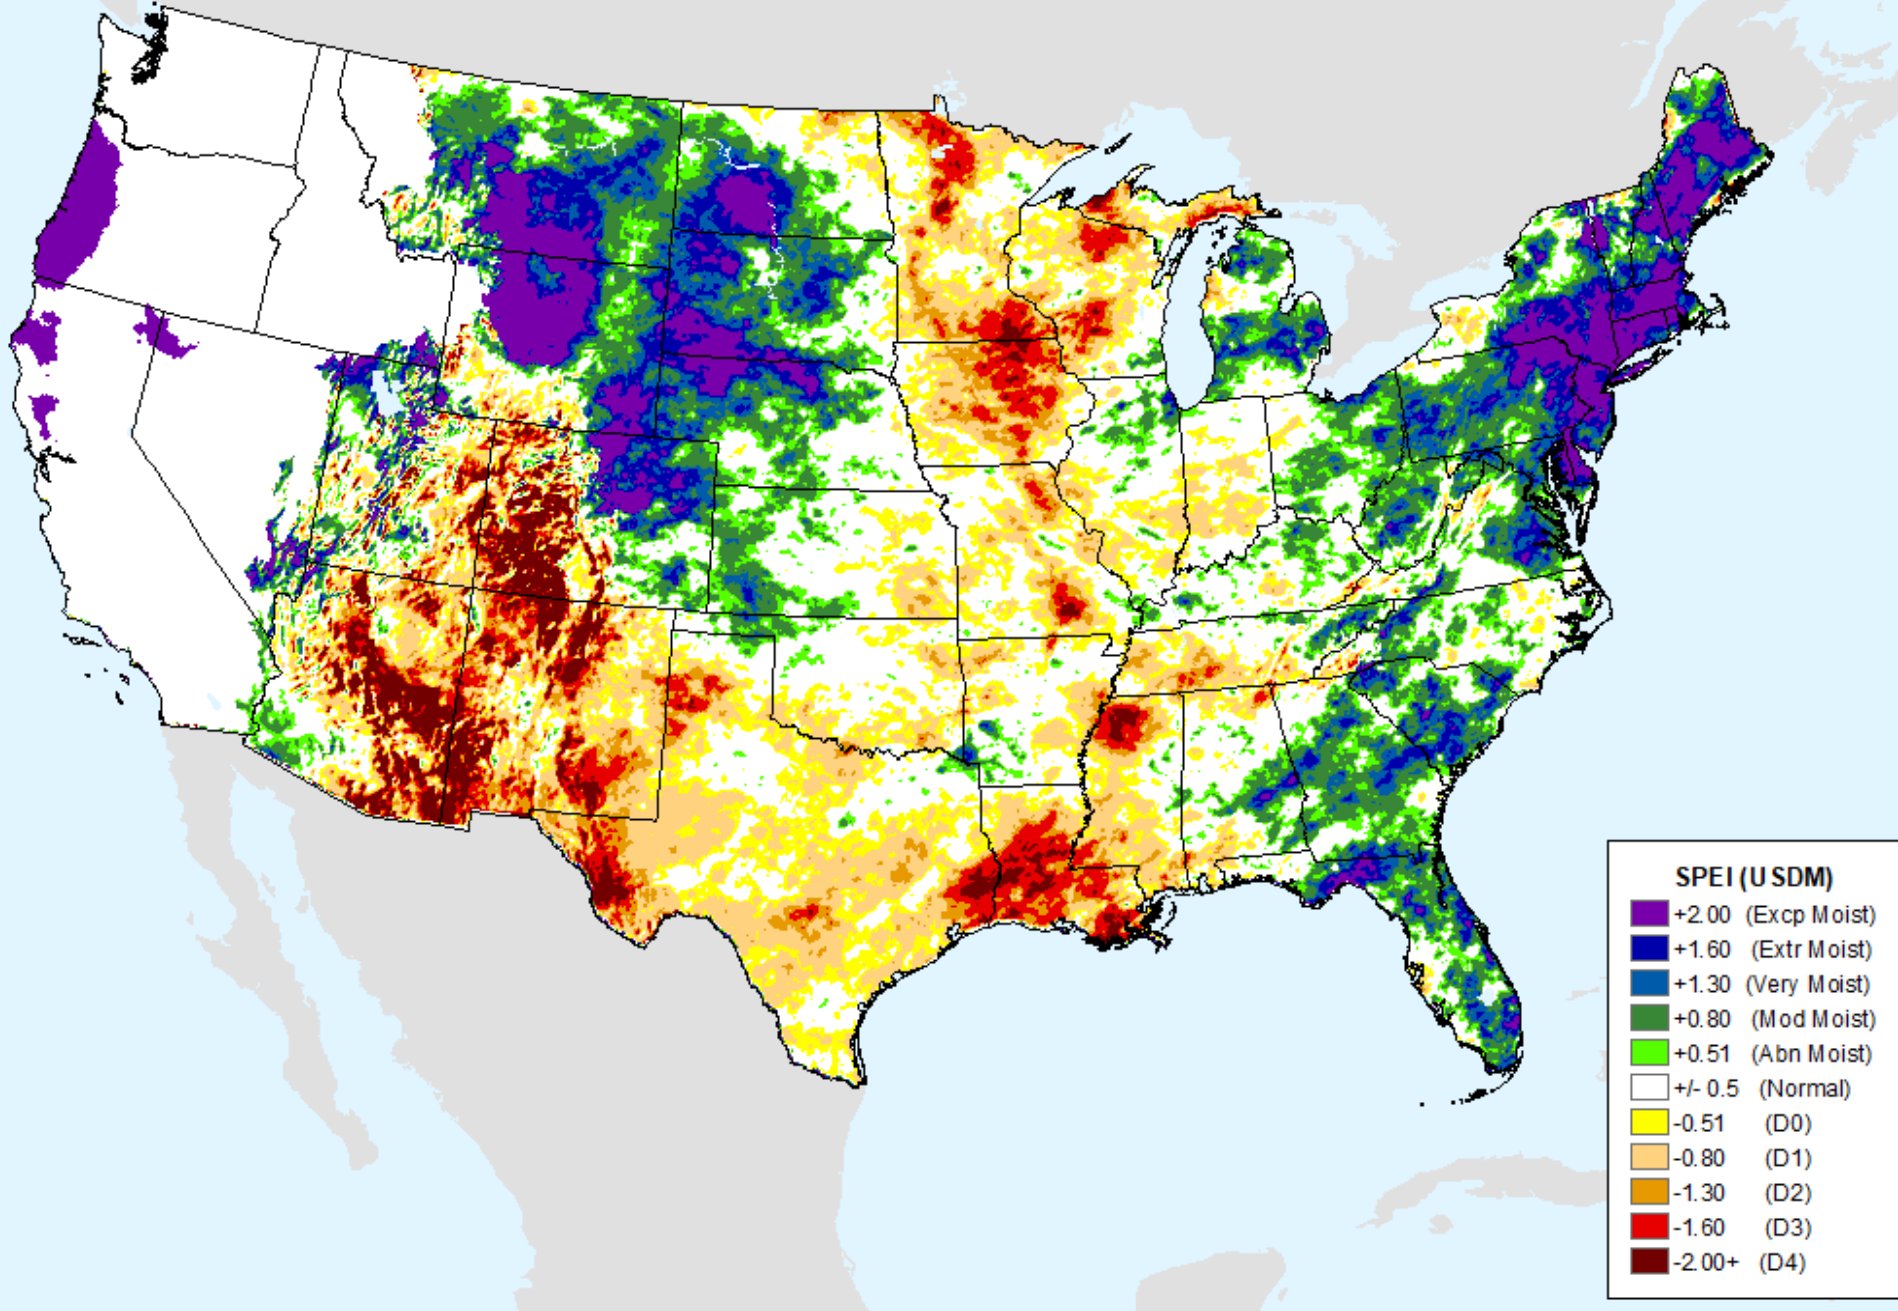 SPEI (USDM)
+2.00 (Excp Moist)
+1.60 (Extr Moist)
+1.30 (Very Moist)
+0.80 (Mod Moist)
+0.51 (Abn Moist)
+/- 0.5 (Normal)
-0.51 (D0)
-0.80 (D1)
-1.30 (D2)
-1.60 (D3)
-2.00+ (D4)